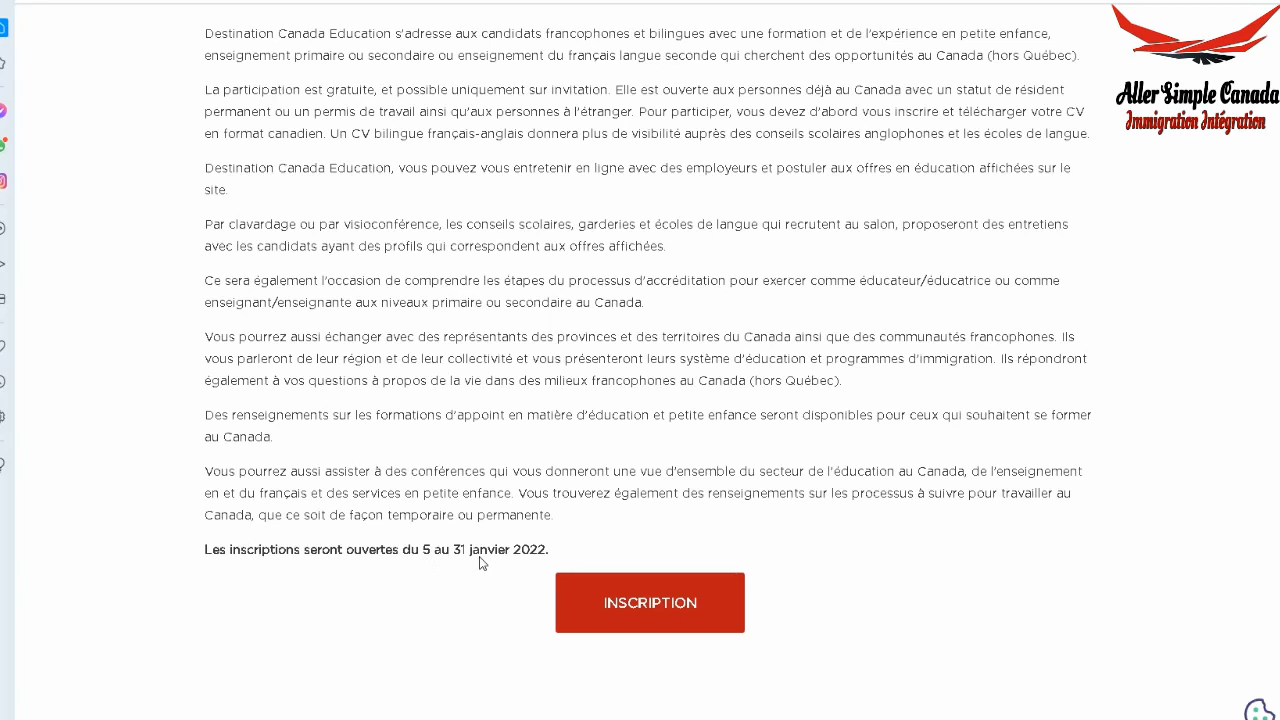 Destination Canada Education s'adresse aux candidats francophones et bilingues avec une formation et de l'expérience en petite enfance,
enseignement primaire ou secondaire ou enseignement du français langue seconde qui cherchent des opportunités au Canada (hors Québec).
La participation est gratuite, et possible uniquement sur invitation. Elle est ouverte aux personnes déjà au Canada avec un statut de résident
permanent ou un permis de travail ainsi qu'aux personnes à l'étranger. Pour participer, vous devez d'abord vous inscrire et télécharger votre CV
en format canadien. Un CV bilingue français-anglais donnera plus de visibilité auprès des conseils scolaires anglophones et les écoles de langue.
Destination Canada Education, vous pouvez vous entretenir en ligne avec des employeurs et postuler aux offres en éducation affichées sur le
site.
Par clavardage ou par visioconférence, les conseils scolaires, garderies et écoles de langue qui recrutent au salon, proposeront des entretiens
avec les candidats ayant des profils qui correspondent aux offres affichées.
Ce sera également l'occasion de comprendre les étapes du processus d'accréditation pour exercer comme éducateur/éducatrice ou comme
enseignant/enseignante aux niveaux primaire ou secondaire au Canada.
Vous pourrez aussi échanger avec des représentants des provinces et des territoires du Canada ainsi que des communautés francophones. Ils
vous parleront de leur région et de leur collectivité et vous présenteront leurs système d'éducation et programmes d'immigration. Ils répondront
également à vos questions à propos de la vie dans des milieux francophones au Canada (hors Québec).
Des renseignements sur les formations d'appoint en matière d'éducation et petite enfance seront disponibles pour ceux qui souhaitent se former
au Canada.
Vous pourrez aussi assister à des conférences qui vous donneront une vue d'ensemble du secteur de l'éducation au Canada, de l'enseignement
en et du français et des services en petite enfance. Vous trouverez également des renseignements sur les processus à suivre pour travailler au
Canada, que ce soit de façon temporaire ou permanente.
Les inscriptions seront ouvertes du 5 au 31 janvier 2022.
INSCRIPTION
Aller Simple Canada
Immigration Intégration